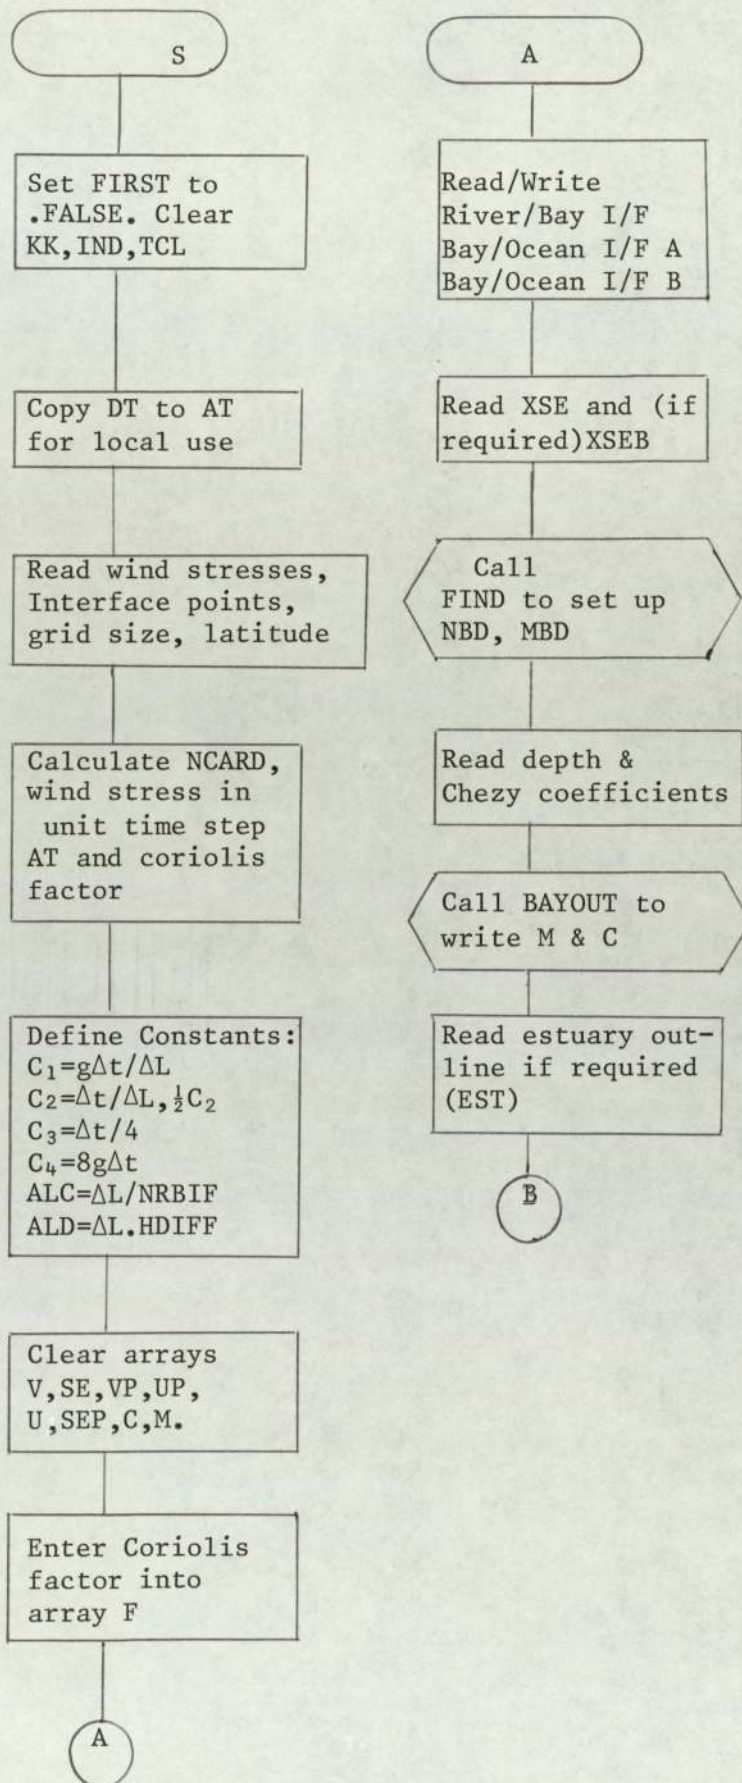 S
Set FIRST to
.FALSE. Clear
KK,IND,TCL
Copy DT to AT
for local use
Read wind stresses,
Interface points,
grid size, latitude
Calculate NCARD,
wind stress in
unit time step
AT and coriolis
factor
Define Constants:
C₁=gΔt/ΔL
C₂=Δt/ΔL,½C₂
C₃=Δt/4
C₄=8gΔt
ALC=ΔL/NRBIF
ALD=ΔL.HDIFF
Clear arrays
V,SE,VP,UP,
U,SEP,C,M.
Enter Coriolis
factor into
array F
A
A
Read/Write
River/Bay I/F
Bay/Ocean I/F A
Bay/Ocean I/F B
Read XSE and (if
required)XSEB
Call
FIND to set up
NBD, MBD
Read depth &
Chezy coefficients
Call BAYOUT to
write M & C
Read estuary out-
line if required
(EST)
B